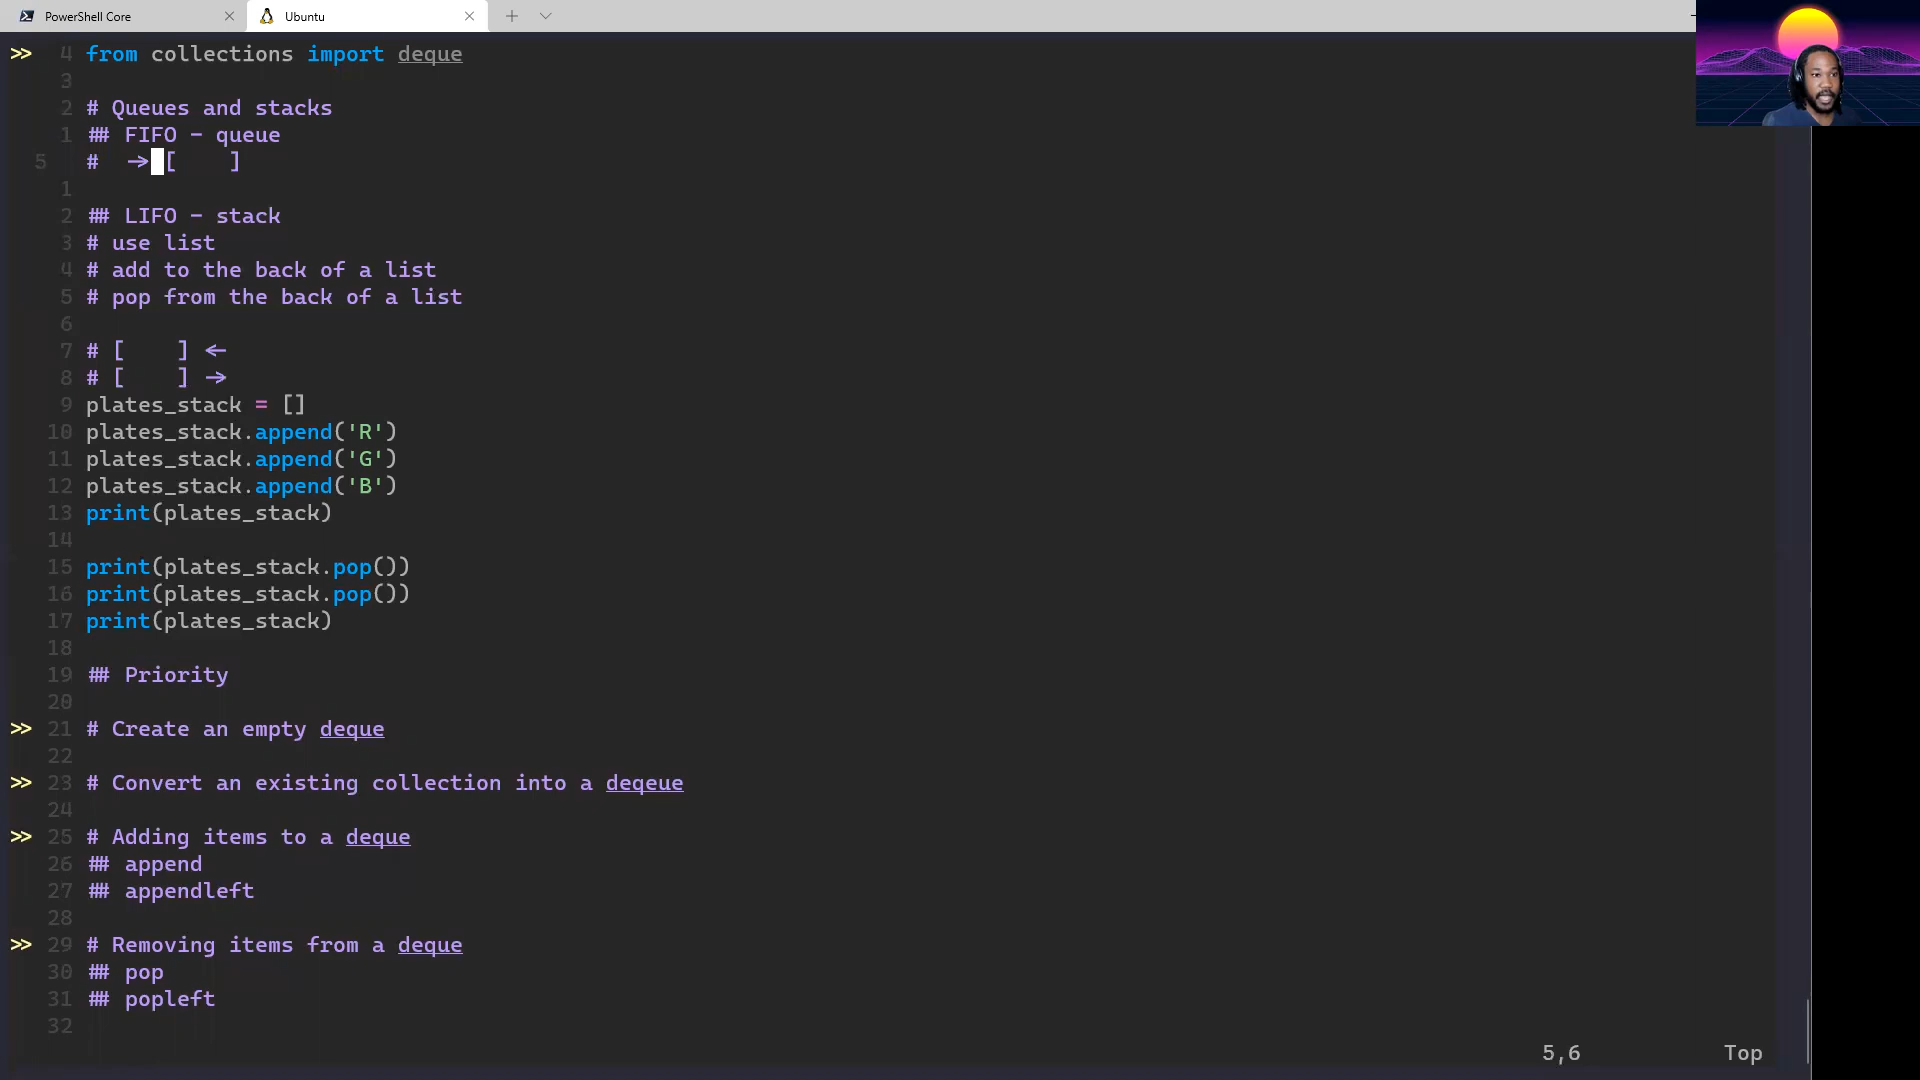 PowerShell Core
Ubuntu
>> 4 from collections import deque
3
2 # Queues and stacks
1 ## FIFO - queue
5 #  -> [    ]
1
2 ## LIFO - stack
3 # use list
4 # add to the back of a list
5 # pop from the back of a list
6
7 # [    ] <-
8 # [    ] ->
9 plates_stack = []
10 plates_stack.append('R')
11 plates_stack.append('G')
12 plates_stack.append('B')
13 print(plates_stack)
14
15 print(plates_stack.pop())
16 print(plates_stack.pop())
17 print(plates_stack)
18
19 ## Priority
20
>> 21 # Create an empty deque
22
>> 23 # Convert an existing collection into a deqeue
24
>> 25 # Adding items to a deque
26 ## append
27 ## appendleft
28
>> 29 # Removing items from a deque
30 ## pop
31 ## popleft
32
5,6 Top